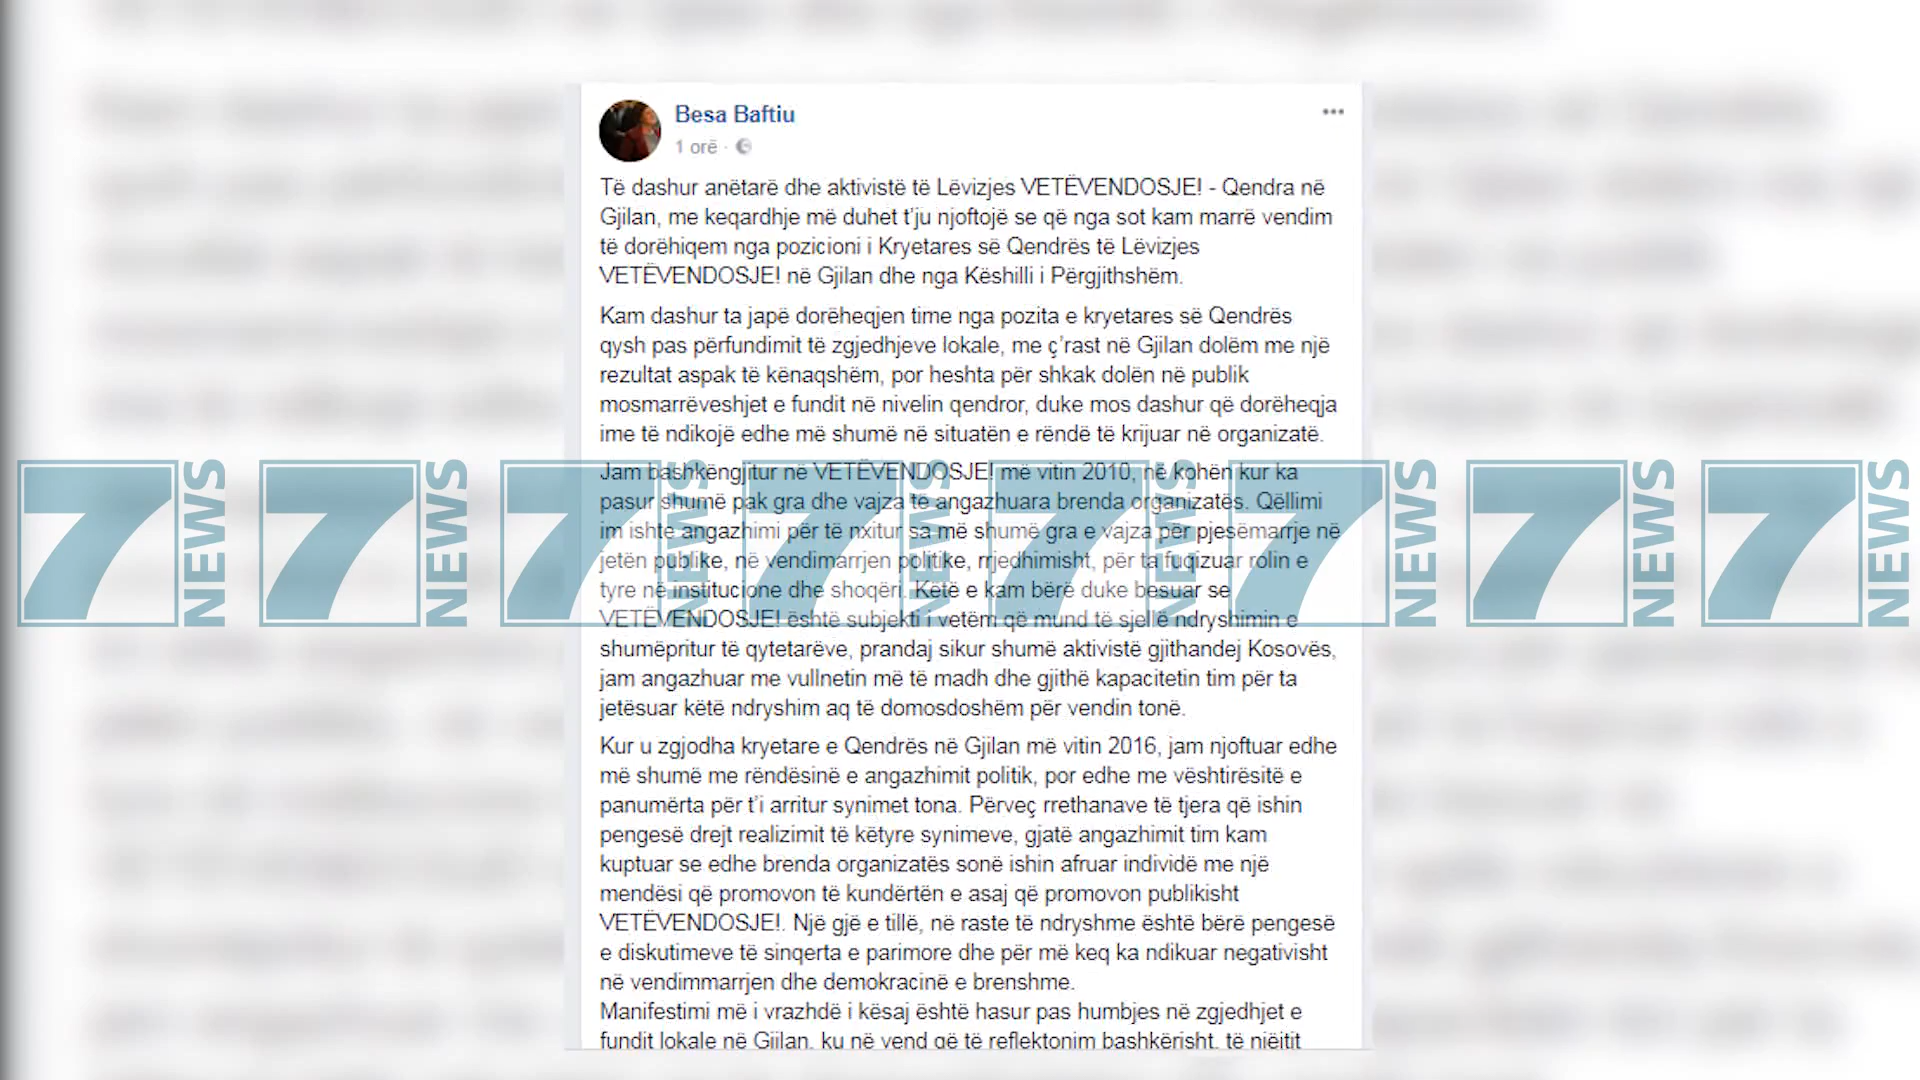 Besa Baftiu
1 orë ·
Të dashur anëtarë dhe aktivistë të Lëvizjes VETËVENDOSJE! - Qendra në
Gjilan, me keqardhje më duhet t'ju njoftojë se që nga sot kam marrë vendim
të dorëhiqem nga pozicioni i Kryetares së Qendrës të Lëvizjes
VETËVENDOSJE! në Gjilan dhe nga Këshilli i Përgjithshëm.
Kam dashur ta japë dorëheqjen time nga pozita e kryetares së Qendrës
qysh pas përfundimit të zgjedhjeve lokale, me ç'rast në Gjilan dolëm me një
rezultat aspak të kënaqshëm, por heshta për shkak dolën në publik
mosmarrëveshjet e fundit në nivelin qendror, duke mos dashur që dorëheqja
ime të ndikojë edhe më shumë në situatën e rëndë të krijuar në organizatë.
Jam bashkëngjitur në VETËVENDOSJE! më vitin 2010, në kohën kur ka
pasur shumë pak gra dhe vajza të angazhuara brenda organizatës. Qëllimi
im ishte angazhimi për të nxitur sa më shumë gra e vajza për pjesëmarrje në
jetën publike, në vendimarrjen politike, rrjedhimisht, për ta fuqizuar rolin e
tyre në institucione dhe shoqëri. Këtë e kam bërë duke besuar se
VETËVENDOSJE! është subjekti i vetëm që mund të sjellë ndryshimin e
shumëpritur të qytetarëve, prandaj sikur shumë aktivistë gjithandej Kosovës,
jam angazhuar me vullnetin më të madh dhe gjithë kapacitetin tim për ta
jetësuar këtë ndryshim aq të domosdoshëm për vendin tonë.
Kur u zgjodha kryetare e Qendrës në Gjilan më vitin 2016, jam njoftuar edhe
më shumë me rëndësinë e angazhimit politik, por edhe me vështirësitë e
panumërta për t'i arritur synimet tona. Përveç rrethanave të tjera që ishin
pengesë drejt realizimit të këtyre synimeve, gjatë angazhimit tim kam
kuptuar se edhe brenda organizatës sonë ishin afruar individë me një
mendësi që promovon të kundërtën e asaj që promovon publikisht
VETËVENDOSJE!. Një gjë e tillë, në raste të ndryshme është bërë pengesë
e diskutimeve të sinqerta e parimore dhe për më keq ka ndikuar negativisht
në vendimmarrjen dhe demokracinë e brenshme.
Manifestimi më i vrazhdë i kësaj është hasur pas humbjes në zgjedhjet e
fundit lokale në Gjilan, ku në vend që të reflektonim bashkërisht, të njëjtit
7 NEWS 7 NEWS 7 NEWS 7 NEWS 7 NEWS 7 NEWS 7 NEWS 7 NEWS